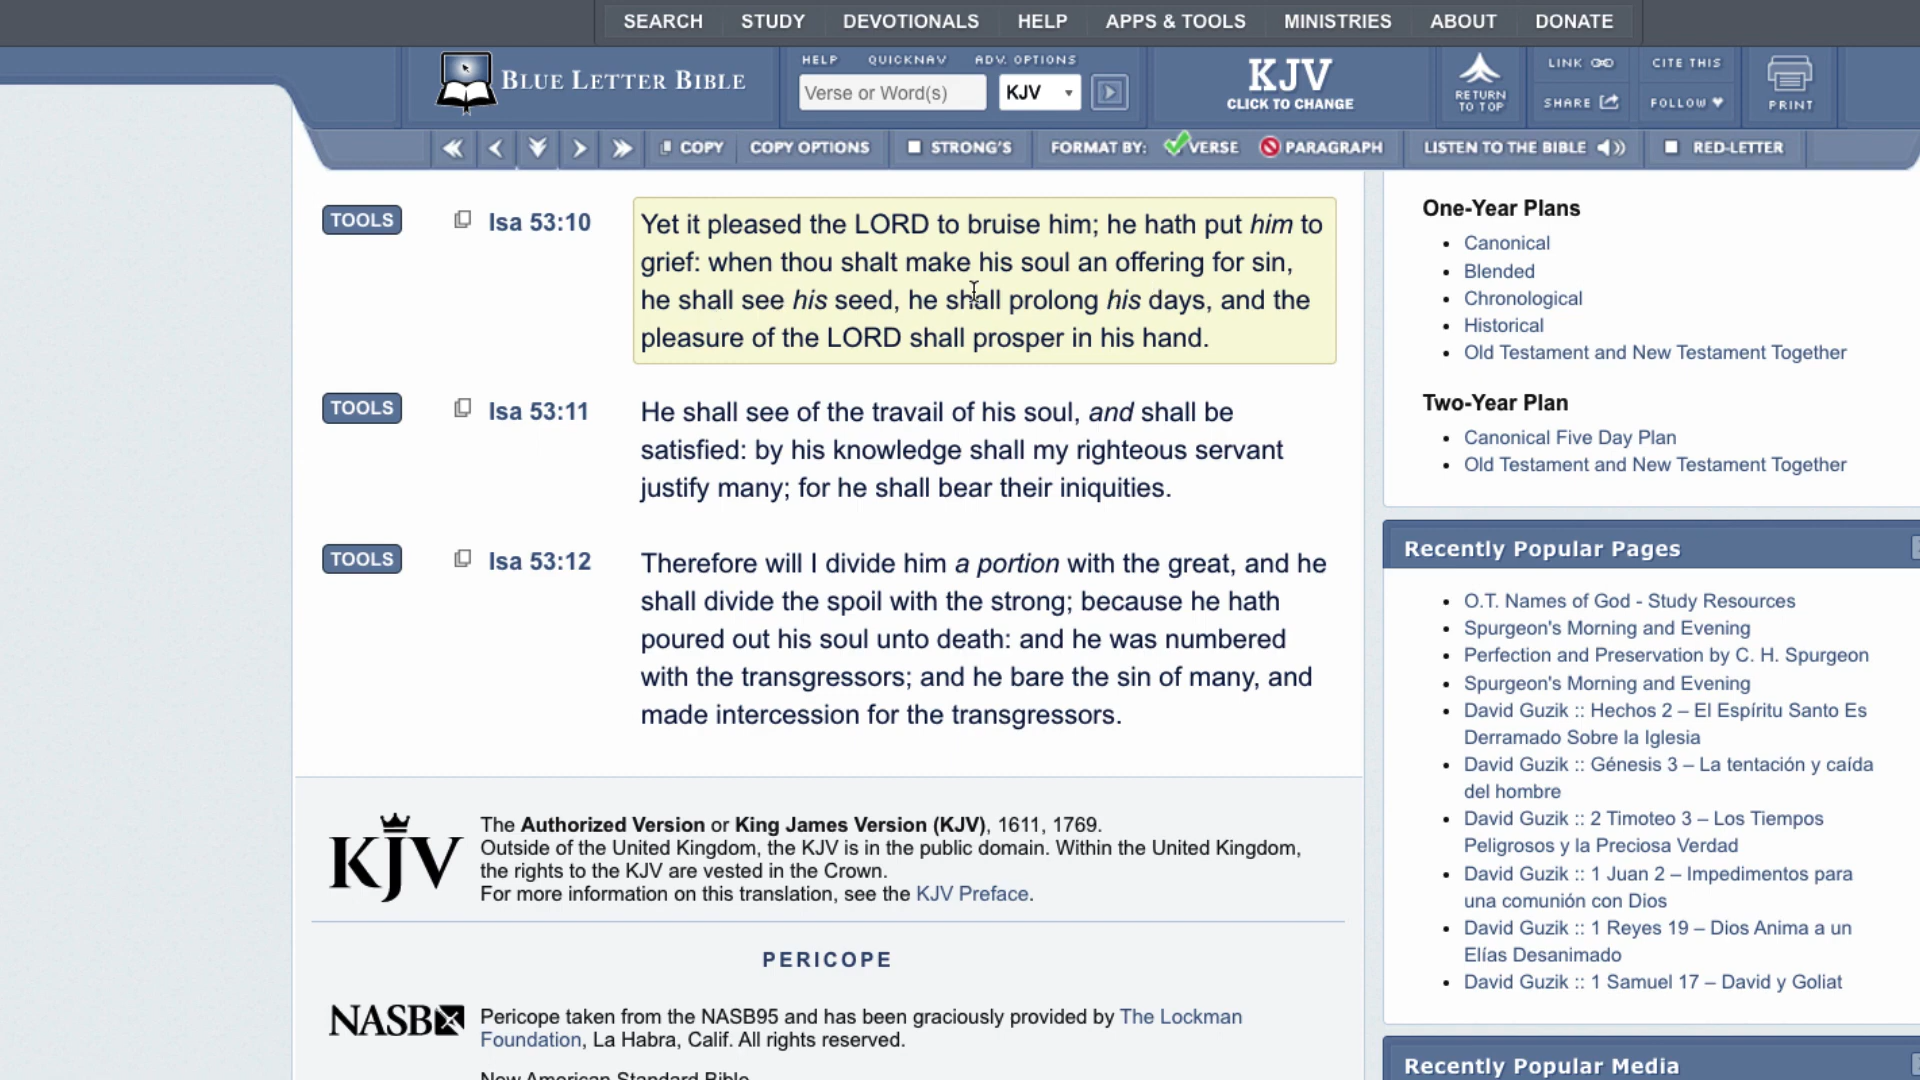 SEARCH STUDY DEVOTIONALS HELP APPS & TOOLS MINISTRIES ABOUT DONATE
BLUE LETTER BIBLE
HELP QUICKNAV ADV. OPTIONS
Verse or Word(s) KJV
KJV
CLICK TO CHANGE
RETURN
TO TOP
LINK
SHARE
CITE THIS
FOLLOW
PRINT
COPY COPY OPTIONS STRONG'S FORMAT BY: VERSE PARAGRAPH LISTEN TO THE BIBLE RED-LETTER
TOOLS Isa 53:10
Yet it pleased the LORD to bruise him; he hath put him to
grief: when thou shalt make his soul an offering for sin,
he shall see his seed, he shall prolong his days, and the
pleasure of the LORD shall prosper in his hand.
TOOLS Isa 53:11
He shall see of the travail of his soul, and shall be
satisfied: by his knowledge shall my righteous servant
justify many; for he shall bear their iniquities.
TOOLS Isa 53:12
Therefore will I divide him a portion with the great, and he
shall divide the spoil with the strong; because he hath
poured out his soul unto death: and he was numbered
with the transgressors; and he bare the sin of many, and
made intercession for the transgressors.
KJV
The Authorized Version or King James Version (KJV), 1611, 1769.
Outside of the United Kingdom, the KJV is in the public domain. Within the United Kingdom,
the rights to the KJV are vested in the Crown.
For more information on this translation, see the KJV Preface.
PERICOPE
NASB
Pericope taken from the NASB95 and has been graciously provided by The Lockman
Foundation, La Habra, Calif. All rights reserved.
New American Standard Bible
One-Year Plans
Canonical
Blended
Chronological
Historical
Old Testament and New Testament Together
Two-Year Plan
Canonical Five Day Plan
Old Testament and New Testament Together
Recently Popular Pages
O.T. Names of God - Study Resources
Spurgeon's Morning and Evening
Perfection and Preservation by C. H. Spurgeon
Spurgeon's Morning and Evening
David Guzik :: Hechos 2 – El Espíritu Santo Es
Derramado Sobre la Iglesia
David Guzik :: Génesis 3 – La tentación y caída
del hombre
David Guzik :: 2 Timoteo 3 – Los Tiempos
Peligrosos y la Preciosa Verdad
David Guzik :: 1 Juan 2 – Impedimentos para
una comunión con Dios
David Guzik :: 1 Reyes 19 – Dios Anima a un
Elías Desanimado
David Guzik :: 1 Samuel 17 – David y Goliat
Recently Popular Media